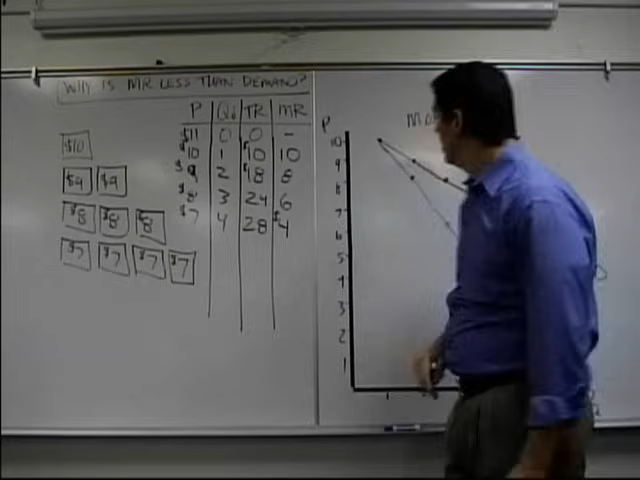 WHY IS MR LESS THAN DEMAND?
P Qd TR MR
$11 0 0 -
$10 1 $10 10
$9 2 $18 8
$8 3 24 6
$7 4 28 $4
$10
$9 $9
$8 $8 $8
$7 $7 $7 $7
P
10
9
8
7
6
5
4
3
2
1